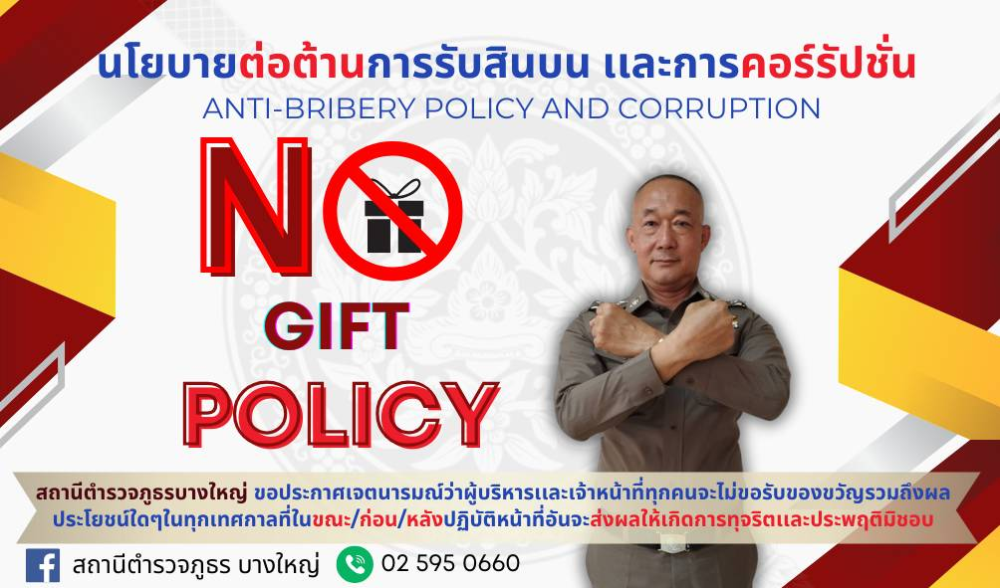 นโยบายต่อต้านการรับสินบน และการคอร์รัปชั่น
ANTI-BRIBERY POLICY AND CORRUPTION
NO
GIFT
POLICY
สถานีตำรวจภูธรบางใหญ่ ขอประกาศเจตนารมณ์ว่าผู้บริหารและเจ้าหน้าที่ทุกคนจะไม่ขอรับของขวัญรวมถึงผล
ประโยชน์ใดๆในทุกเทศกาลที่ในขณะ/ก่อน/หลังปฏิบัติหน้าที่อันจะส่งผลให้เกิดการทุจริตและประพฤติมิชอบ
สถานีตำรวจภูธร บางใหญ่ 02 595 0660